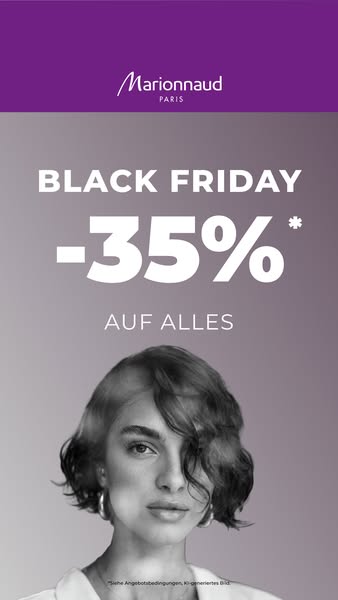 Marionnaud
PARIS
BLACK FRIDAY
-35%*
AUF ALLES
*Siehe Angebotsbedingungen, KI-generiertes Bild.